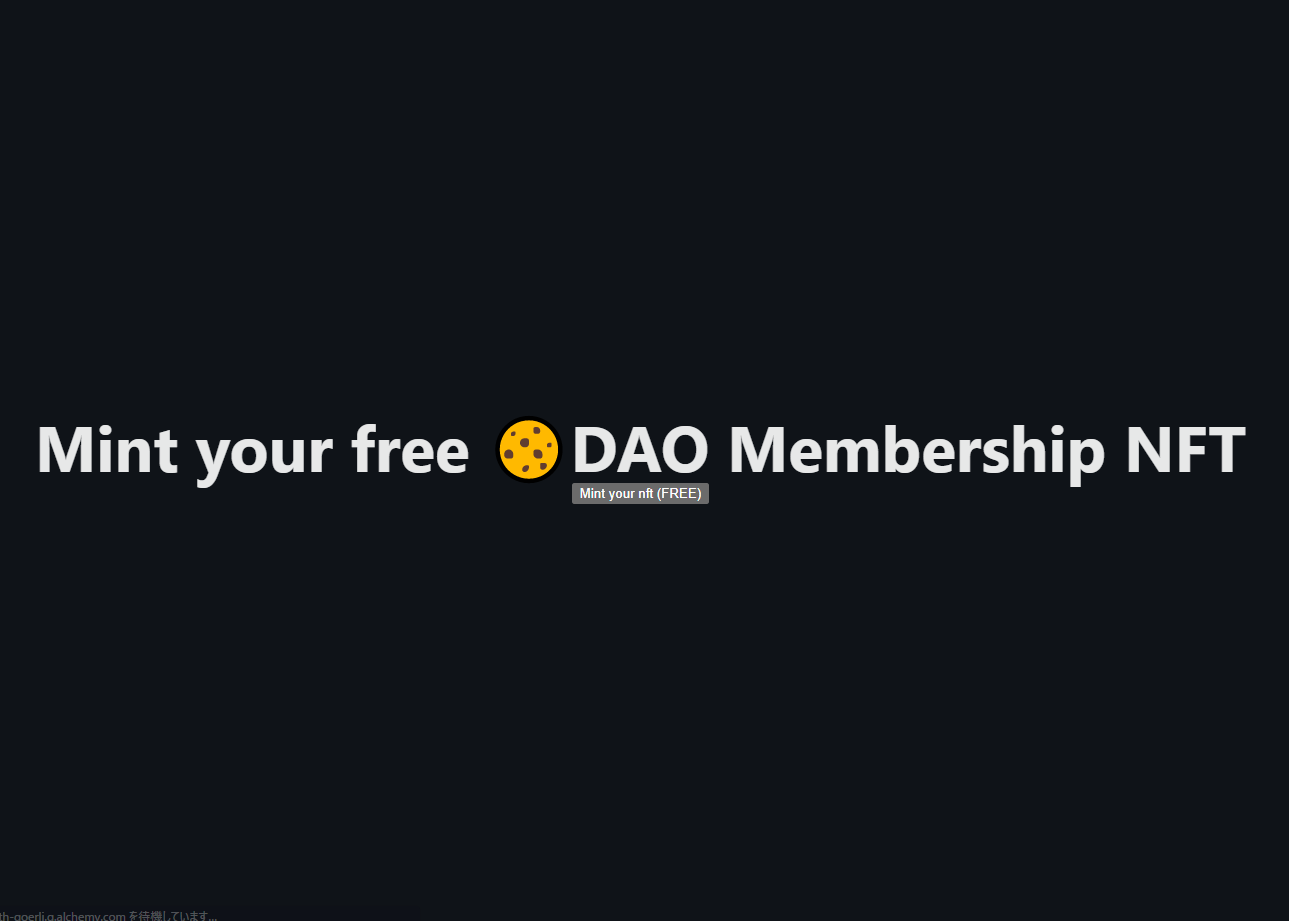 Mint your free 🍪DAO Membership NFT
Mint your nft (FREE)
th-goerli.g.alchemy.com を待機しています...